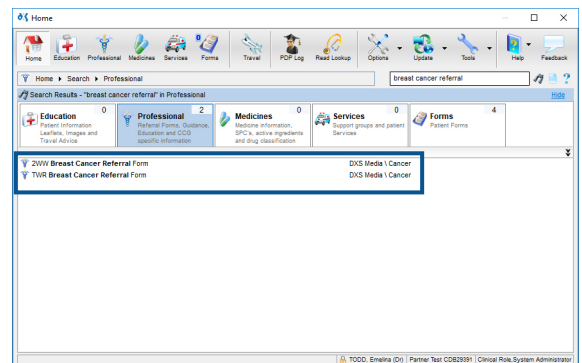 Home
Home Education Professional Medicines Services Forms Travel PDP Log Read Lookup Options Update Tools Help Feedback
Home Search Professional breast cancer referral
Search Results - "breast cancer referral" in Professional Hide
Education 0
Patient Information
Leaflets, Images and
Travel Advice
Professional 2
Referral Forms, Guidance,
Education and CCG
specific information
Medicines 0
Medicine information,
SPC's, active ingredients
and drug classification
Services 0
Support groups and patient
Services
Forms 4
Patient Forms
2WW Breast Cancer Referral Form DXS Media \ Cancer
TWR Breast Cancer Referral Form DXS Media \ Cancer
TODD, Emelina (Dr) Partner Test CDB29391 Clinical Role,System Administrator